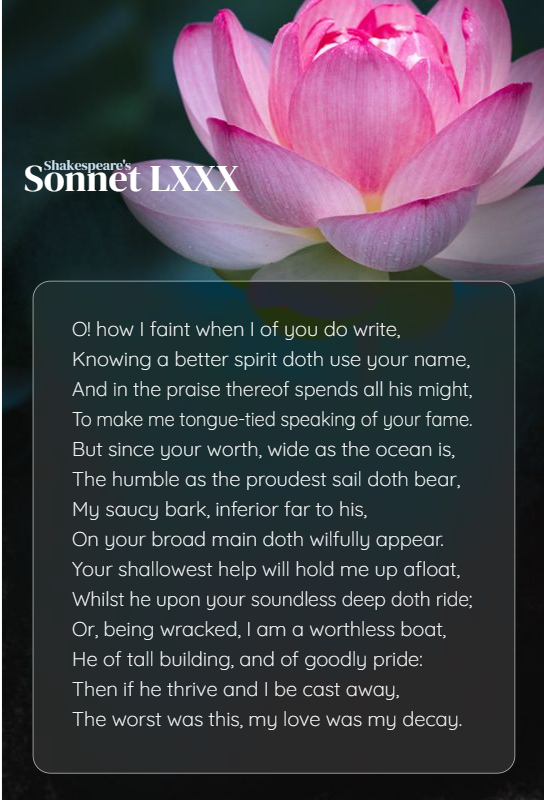 Shakespeare's
Sonnet LXXX
O! how I faint when I of you do write,
Knowing a better spirit doth use your name,
And in the praise thereof spends all his might,
To make me tongue-tied speaking of your fame.
But since your worth, wide as the ocean is,
The humble as the proudest sail doth bear,
My saucy bark, inferior far to his,
On your broad main doth wilfully appear.
Your shallowest help will hold me up afloat,
Whilst he upon your soundless deep doth ride;
Or, being wracked, I am a worthless boat,
He of tall building, and of goodly pride:
Then if he thrive and I be cast away,
The worst was this, my love was my decay.